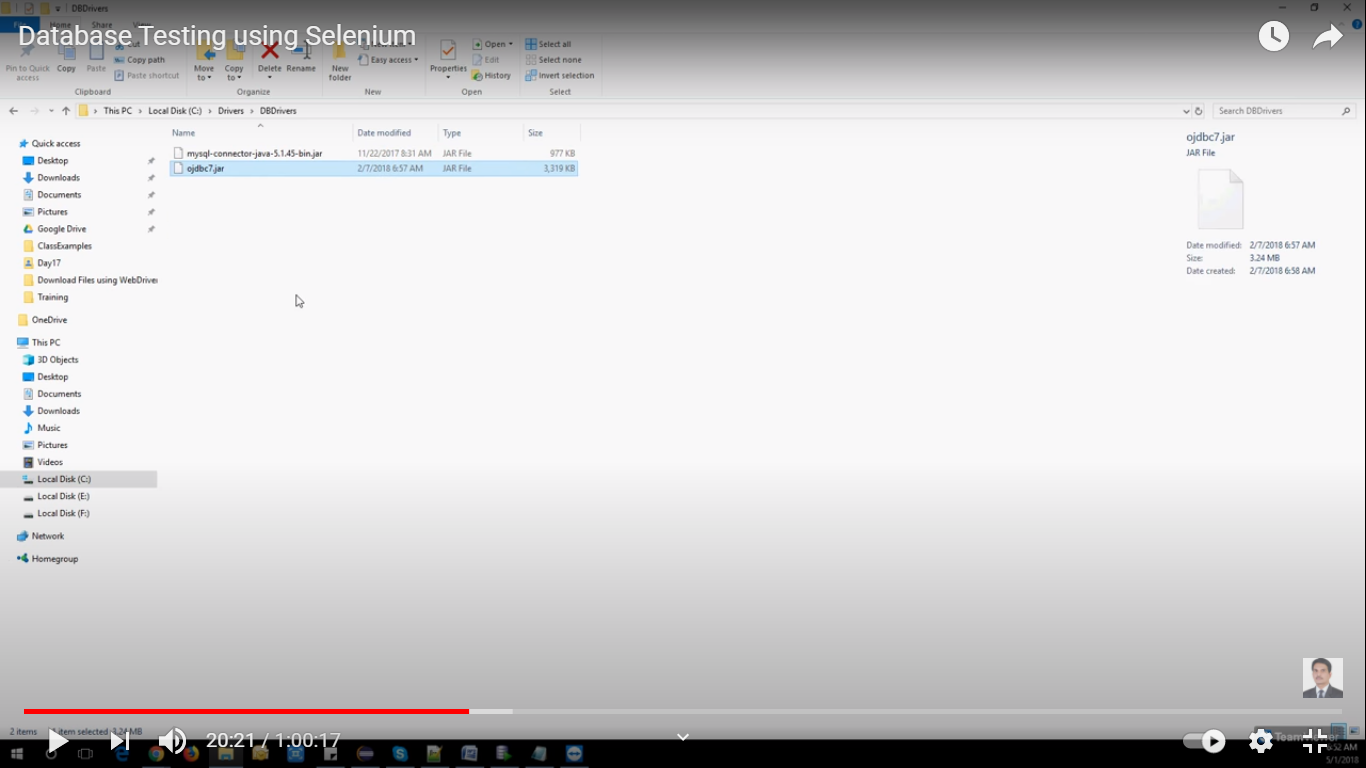 DBDrivers
File Home Share View
Database Testing using Selenium
Cut
Pin to Quick access
Copy
Paste
Copy path
Paste shortcut
Move to
Copy to
Delete
Rename
New folder
Easy access
Properties
Open
Edit
History
Select all
Select none
Invert selection
Clipboard Organize New Open Select
This PC > Local Disk (C:) > Drivers > DBDrivers
Search DBDrivers
Name Date modified Type Size
mysql-connector-java-5.1.45-bin.jar 11/22/2017 8:31 AM JAR File 977 KB
ojdbc7.jar 2/7/2018 6:57 AM JAR File 3,319 KB
Quick access
Desktop
Downloads
Documents
Pictures
Google Drive
ClassExamples
Day17
Download Files using WebDriver
Training
OneDrive
This PC
3D Objects
Desktop
Documents
Downloads
Music
Pictures
Videos
Local Disk (C:)
Local Disk (E:)
Local Disk (F:)
Network
Homegroup
ojdbc7.jar
JAR File
Date modified: 2/7/2018 6:57 AM
Size: 3.24 MB
Date created: 2/7/2018 6:58 AM
2 items 1 item selected 3.24 MB
20:21 / 1:00:17
TeamViewer
5/1/2018